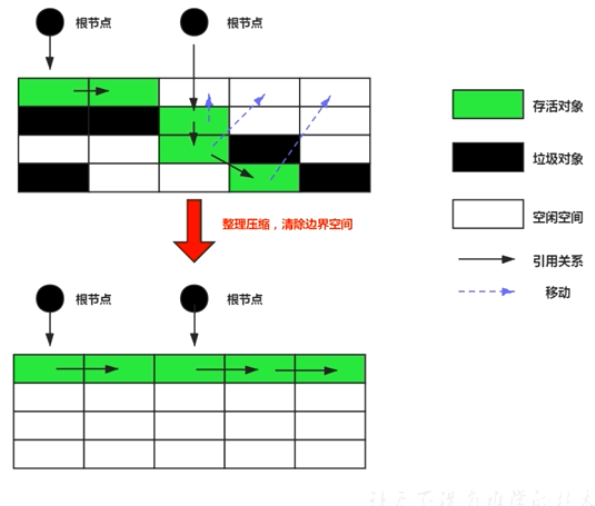 根节点
根节点
存活对象
垃圾对象
空闲空间
整理压缩，清除边界空间
引用关系
移动
根节点
根节点